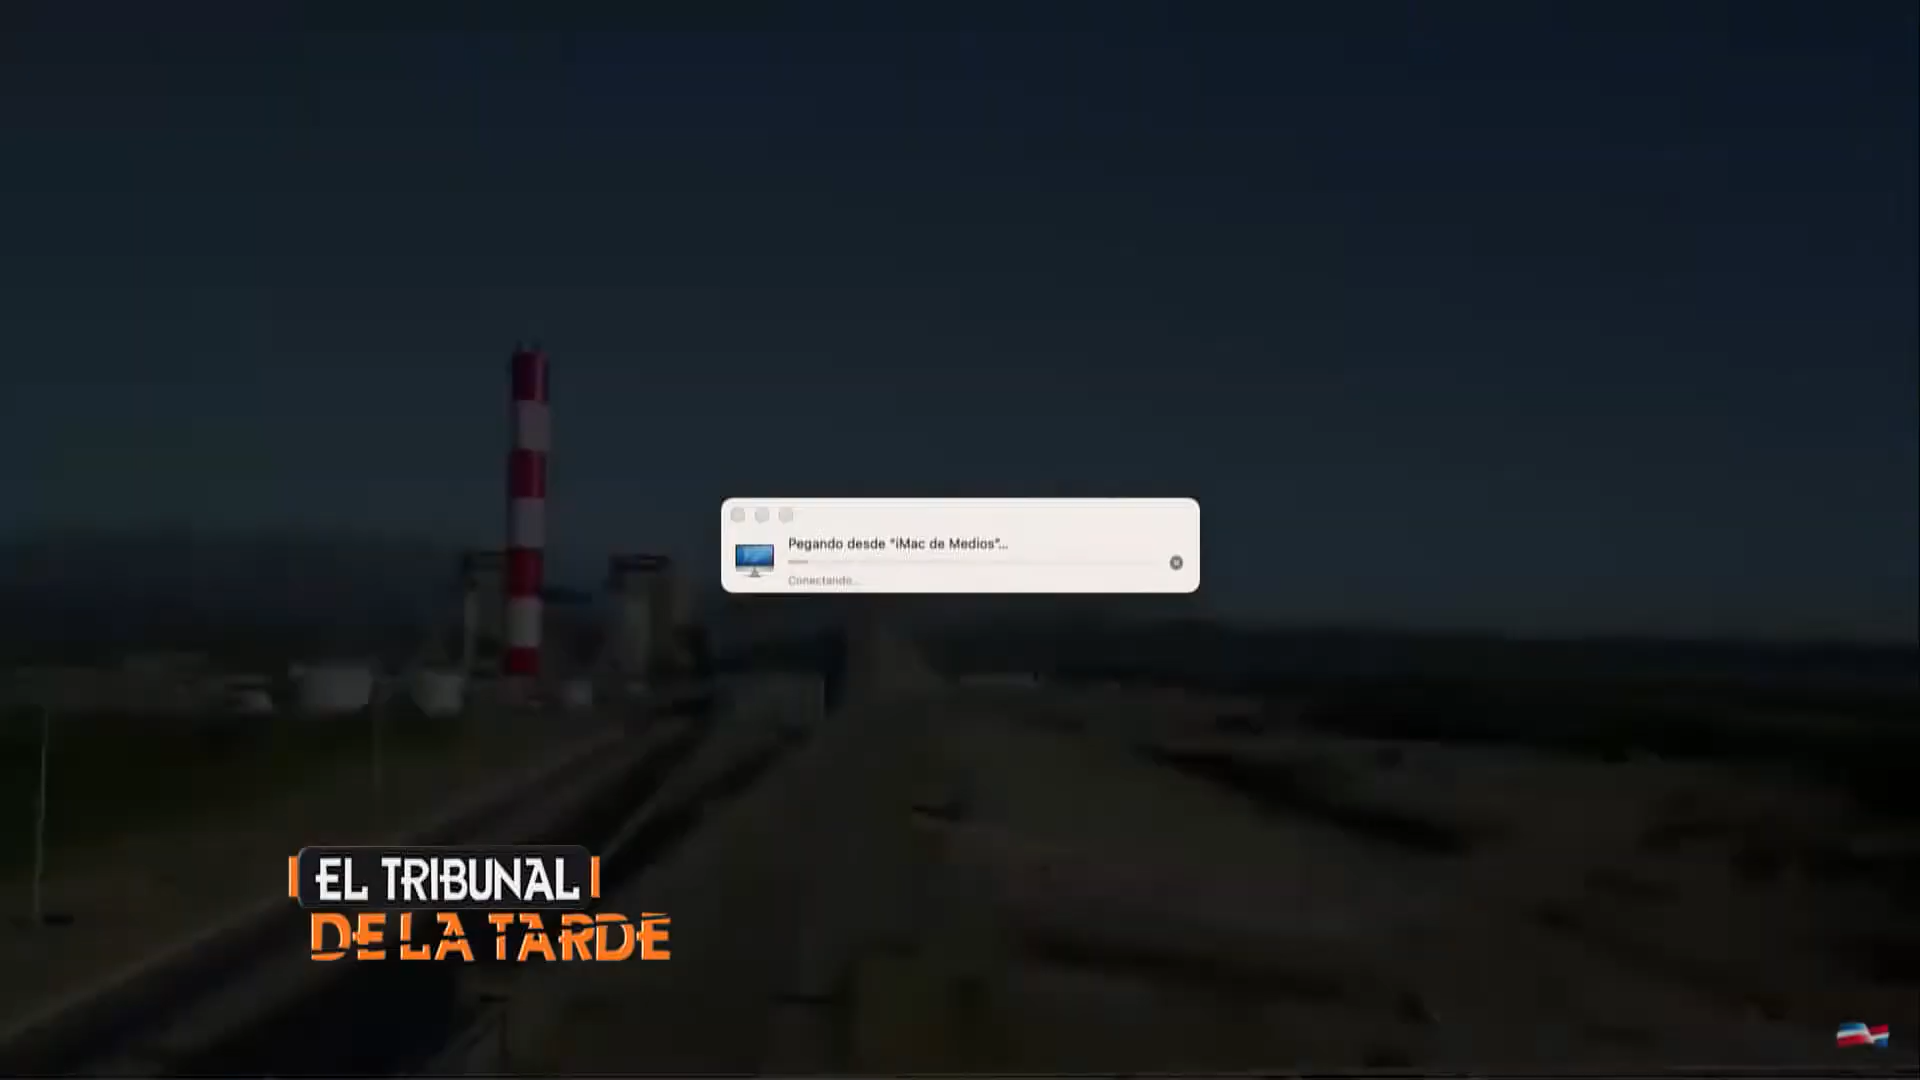 Pegando desde "iMac de Medios"...
Conectando...
EL TRIBUNAL
DE LA TARDE